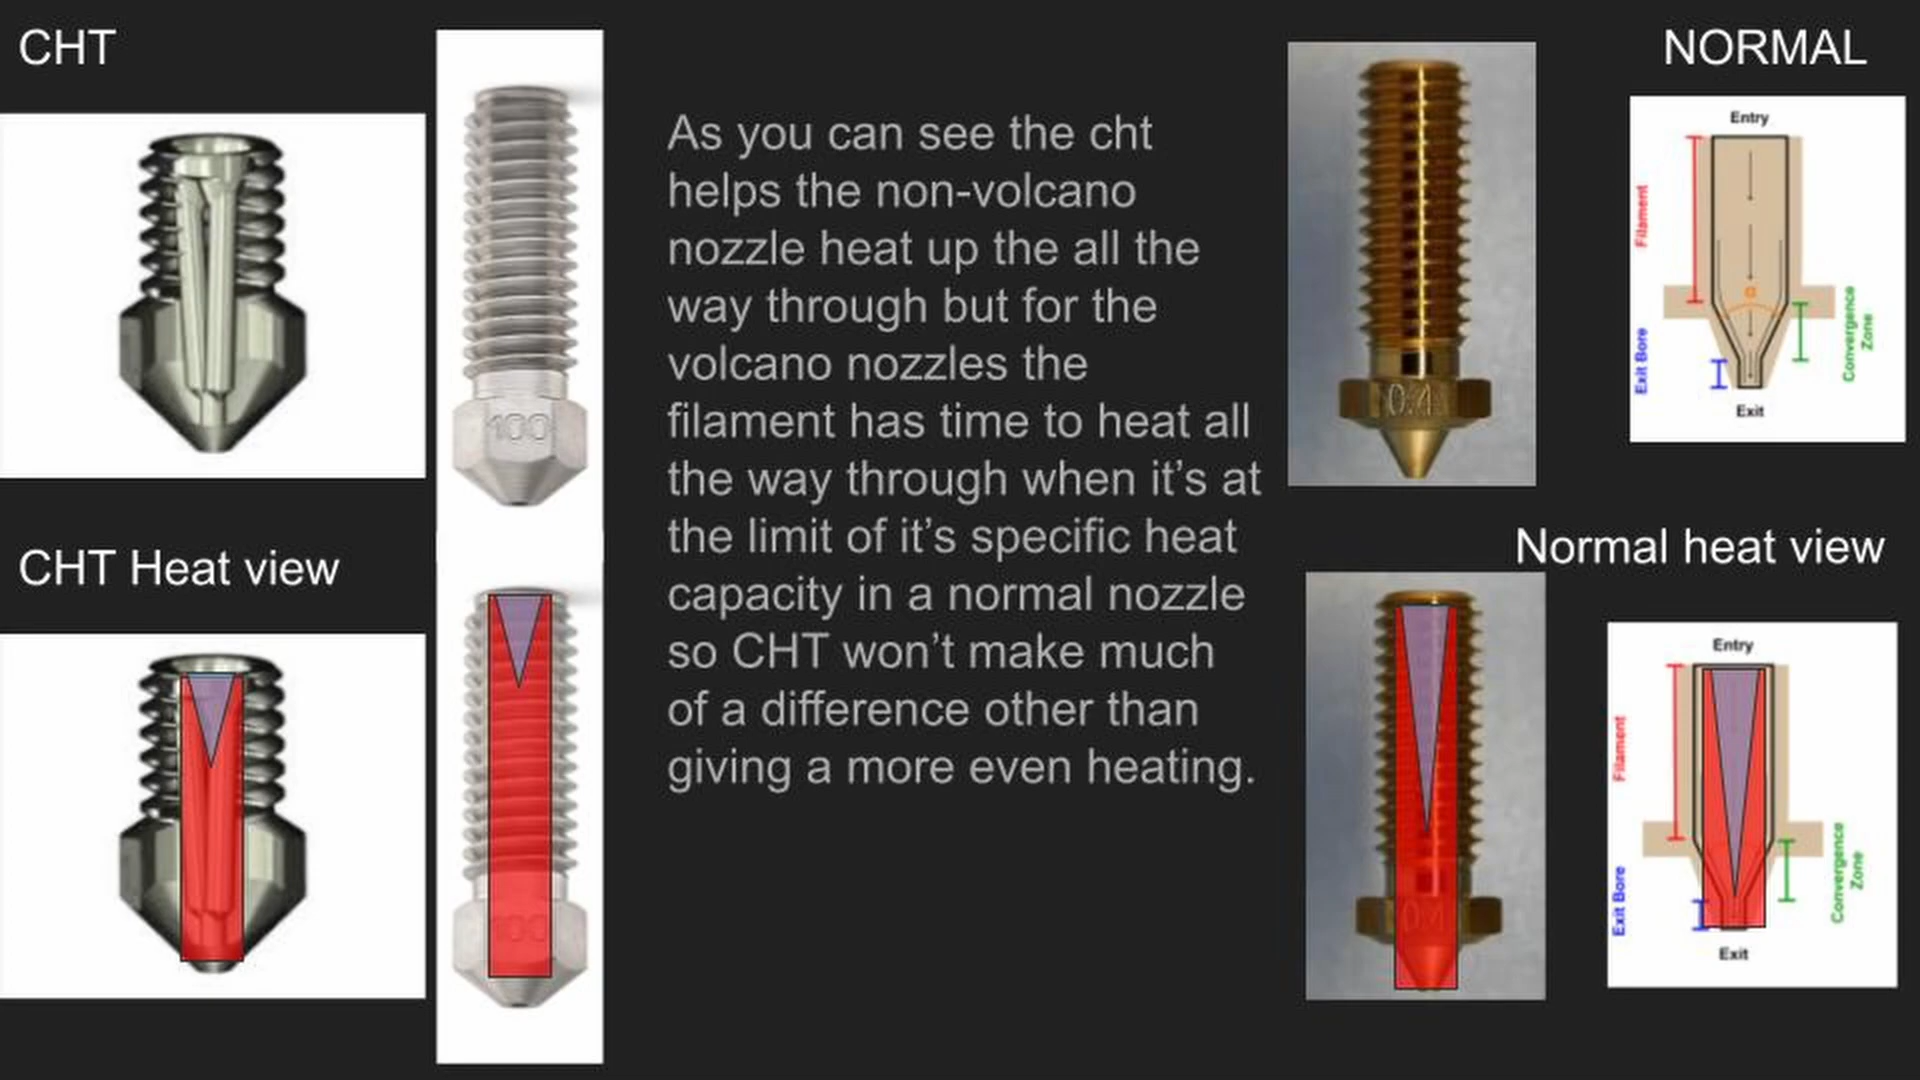 CHT
100
As you can see the cht
helps the non-volcano
nozzle heat up the all the
way through but for the
volcano nozzles the
filament has time to heat all
the way through when it's at
the limit of it's specific heat
capacity in a normal nozzle
so CHT won't make much
of a difference other than
giving a more even heating.
0.4
NORMAL
Entry
Filament
α
Exit Bore
Convergence
Zone
Exit
CHT Heat view
100
Normal heat view
0.4
Entry
Filament
Exit Bore
Convergence
Zone
Exit